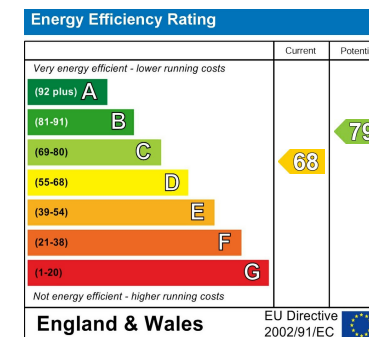 Energy Efficiency Rating
Current Potenti
Very energy efficient - lower running costs
(92 plus) A
(81-91) B
(69-80) C
(55-68) D
(39-54) E
(21-38) F
(1-20) G
68
79
Not energy efficient - higher running costs
England & Wales
EU Directive
2002/91/EC